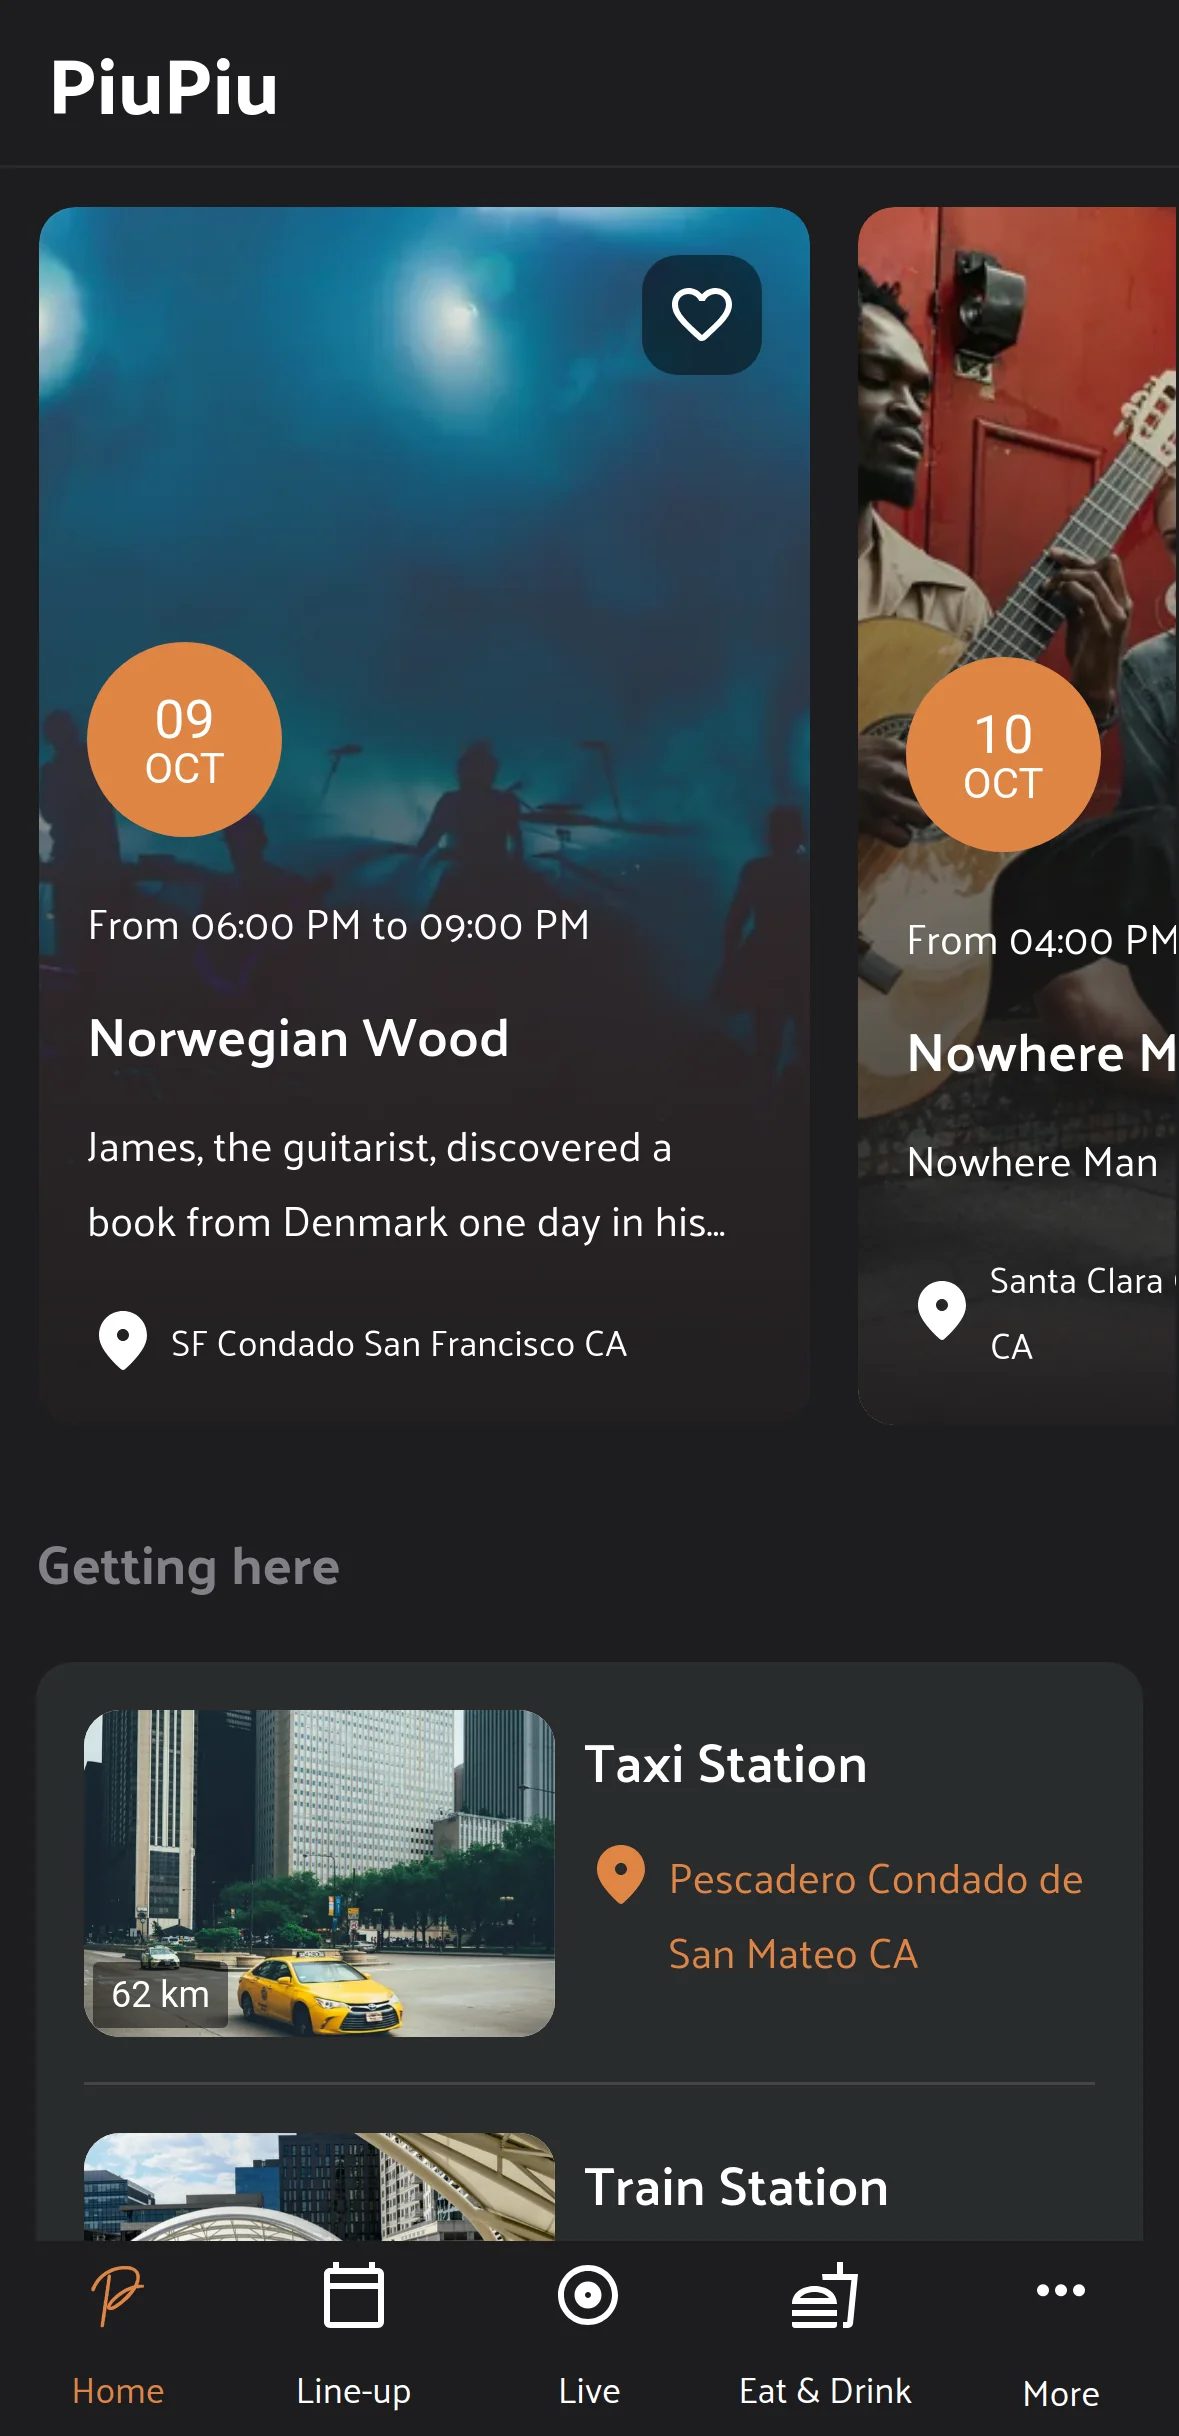 PiuPiu
09
OCT
From 06:00 PM to 09:00 PM
Norwegian Wood
James, the guitarist, discovered a
book from Denmark one day in his...
SF Condado San Francisco CA
10
OCT
From 04:00 PM
Nowhere M
Nowhere Man
Santa Clara
CA
Getting here
Taxi Station
Pescadero Condado de
San Mateo CA
62 km
Train Station
Home
Line-up
Live
Eat & Drink
More